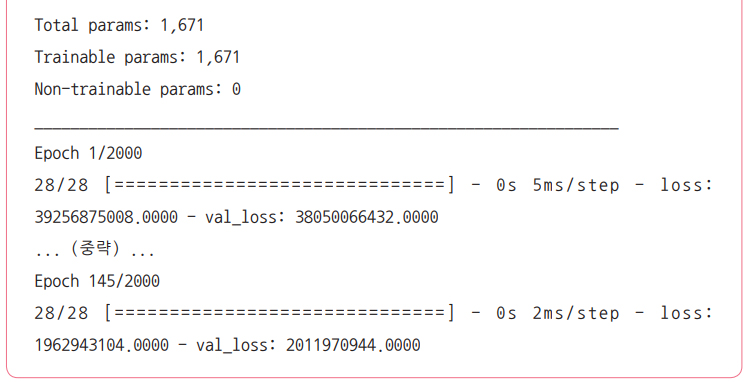 Total params: 1,671
Trainable params: 1,671
Non-trainable params: 0
_________________________________________________________________
Epoch 1/2000
28/28 [==============================] - 0s 5ms/step - loss:
39256875008.0000 - val_loss: 38050066432.0000
... (중략) ...
Epoch 145/2000
28/28 [==============================] - 0s 2ms/step - loss:
1962943104.0000 - val_loss: 2011970944.0000